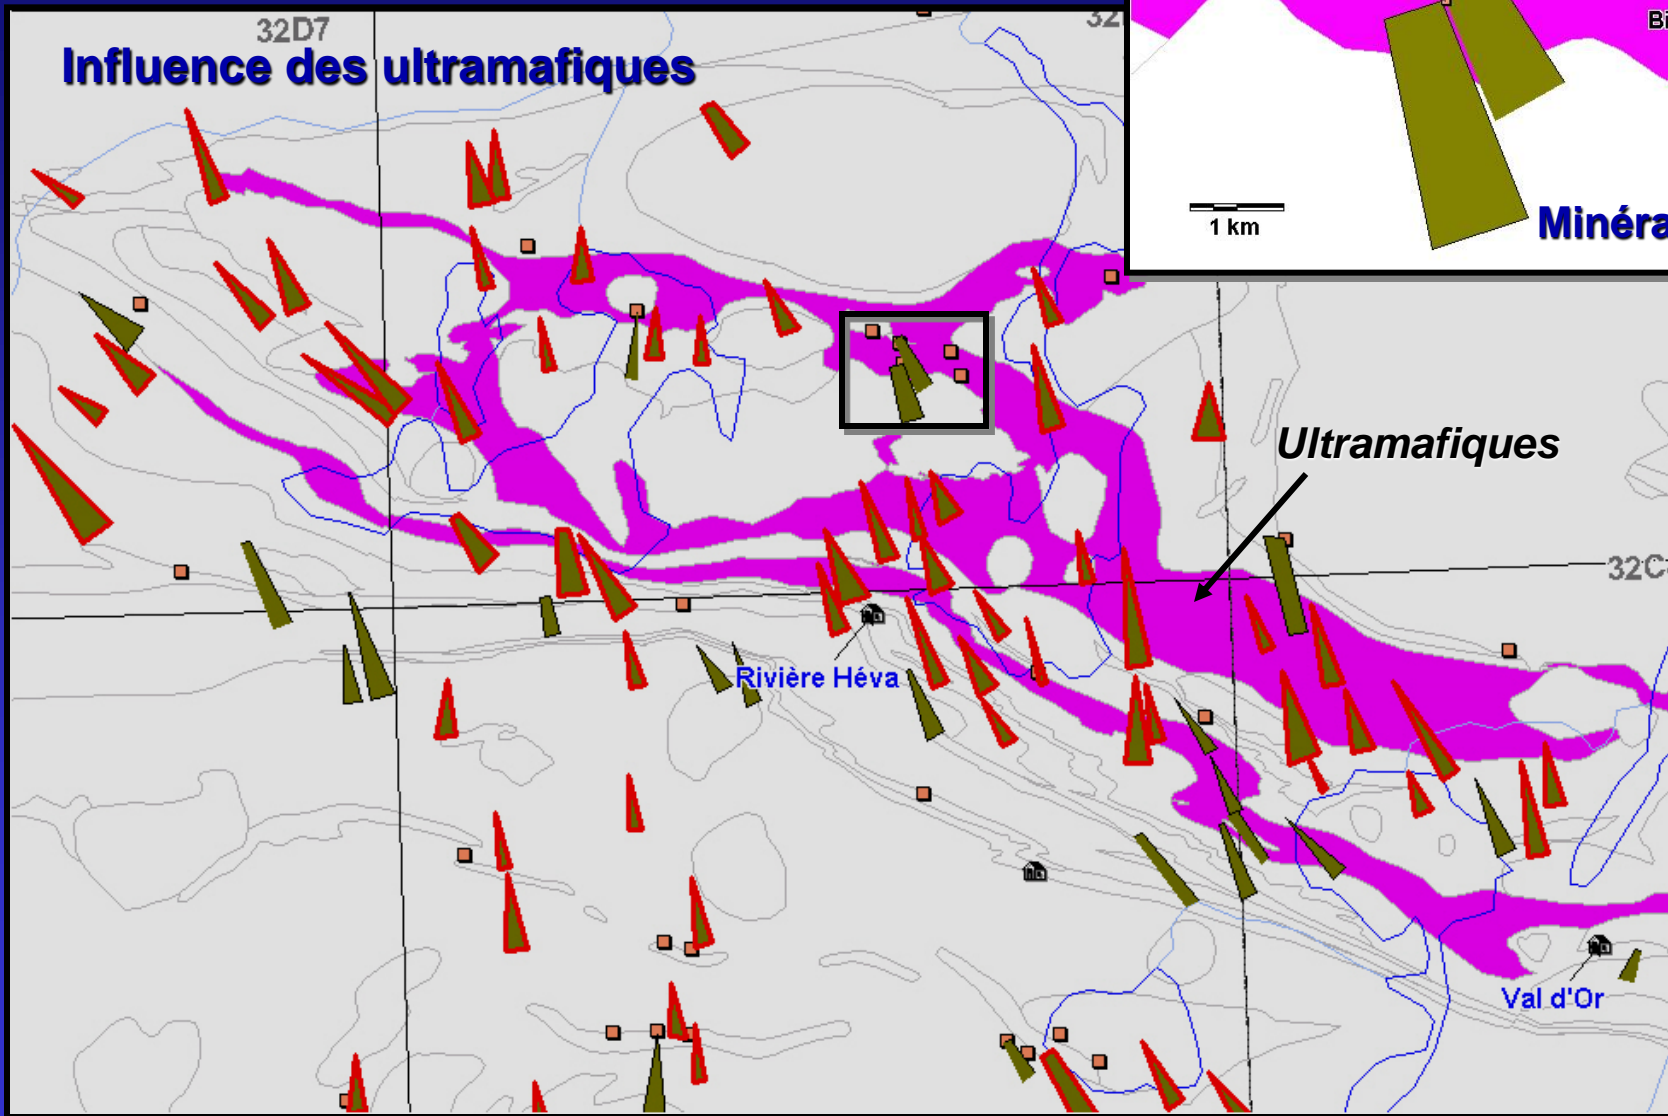 32D7
Influence des ultramafiques
1 km
Ultramafiques
Rivière Héva
Val d'Or